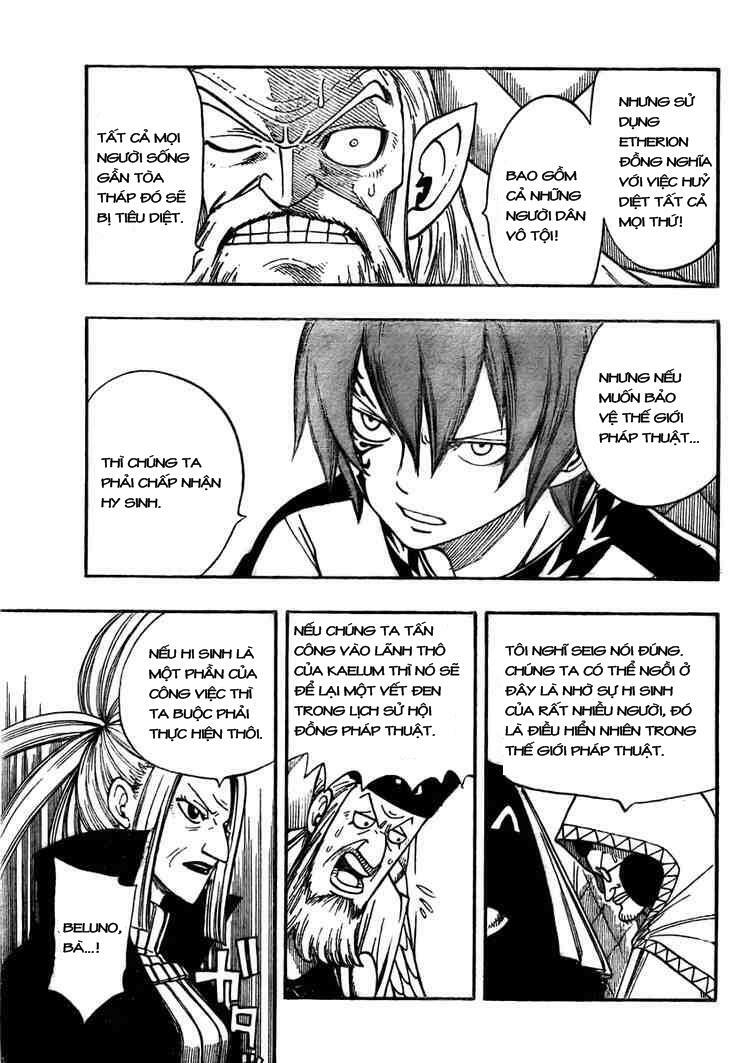 NHƯNG SỬ
DỤNG
ETHERION
ĐỒNG NGHĨA
VỚI VIỆC HUỶ
DIỆT TẤT CẢ
MỌI THỨ!
BAO GỒM
CẢ NHỮNG
NGƯỜI DÂN
VÔ TỘI!
TẤT CẢ MỌI
NGƯỜI SỐNG
GẦN TÒA
THÁP ĐÓ SẼ
BỊ TIÊU DIỆT.
NHƯNG NẾU
MUỐN BẢO
VỆ THẾ GIỚI
PHÁP THUẬT...
THÌ CHÚNG TA
PHẢI CHẤP NHẬN
HY SINH.
TÔI NGHĨ SEIG NÓI ĐÚNG.
CHÚNG TA CÓ THỂ NGỒI Ở
ĐÂY LÀ NHỜ SỰ HI SINH
CỦA RẤT NHIỀU NGƯỜI, ĐÓ
LÀ ĐIỀU HIỂN NHIÊN TRONG
THẾ GIỚI PHÁP THUẬT.
NẾU CHÚNG TA TẤN
CÔNG VÀO LÃNH THÔ
CỦA KAELUM THÌ NÓ SẼ
ĐỂ LẠI MỘT VẾT ĐEN
TRONG LỊCH SỬ HỘI
ĐỒNG PHÁP THUẬT.
NẾU HI SINH LÀ
MỘT PHẦN CỦA
CÔNG VIỆC THÌ
TA BUỘC PHẢI
THỰC HIỆN THÔI.
BELUNO,
BÀ...!
ガタ